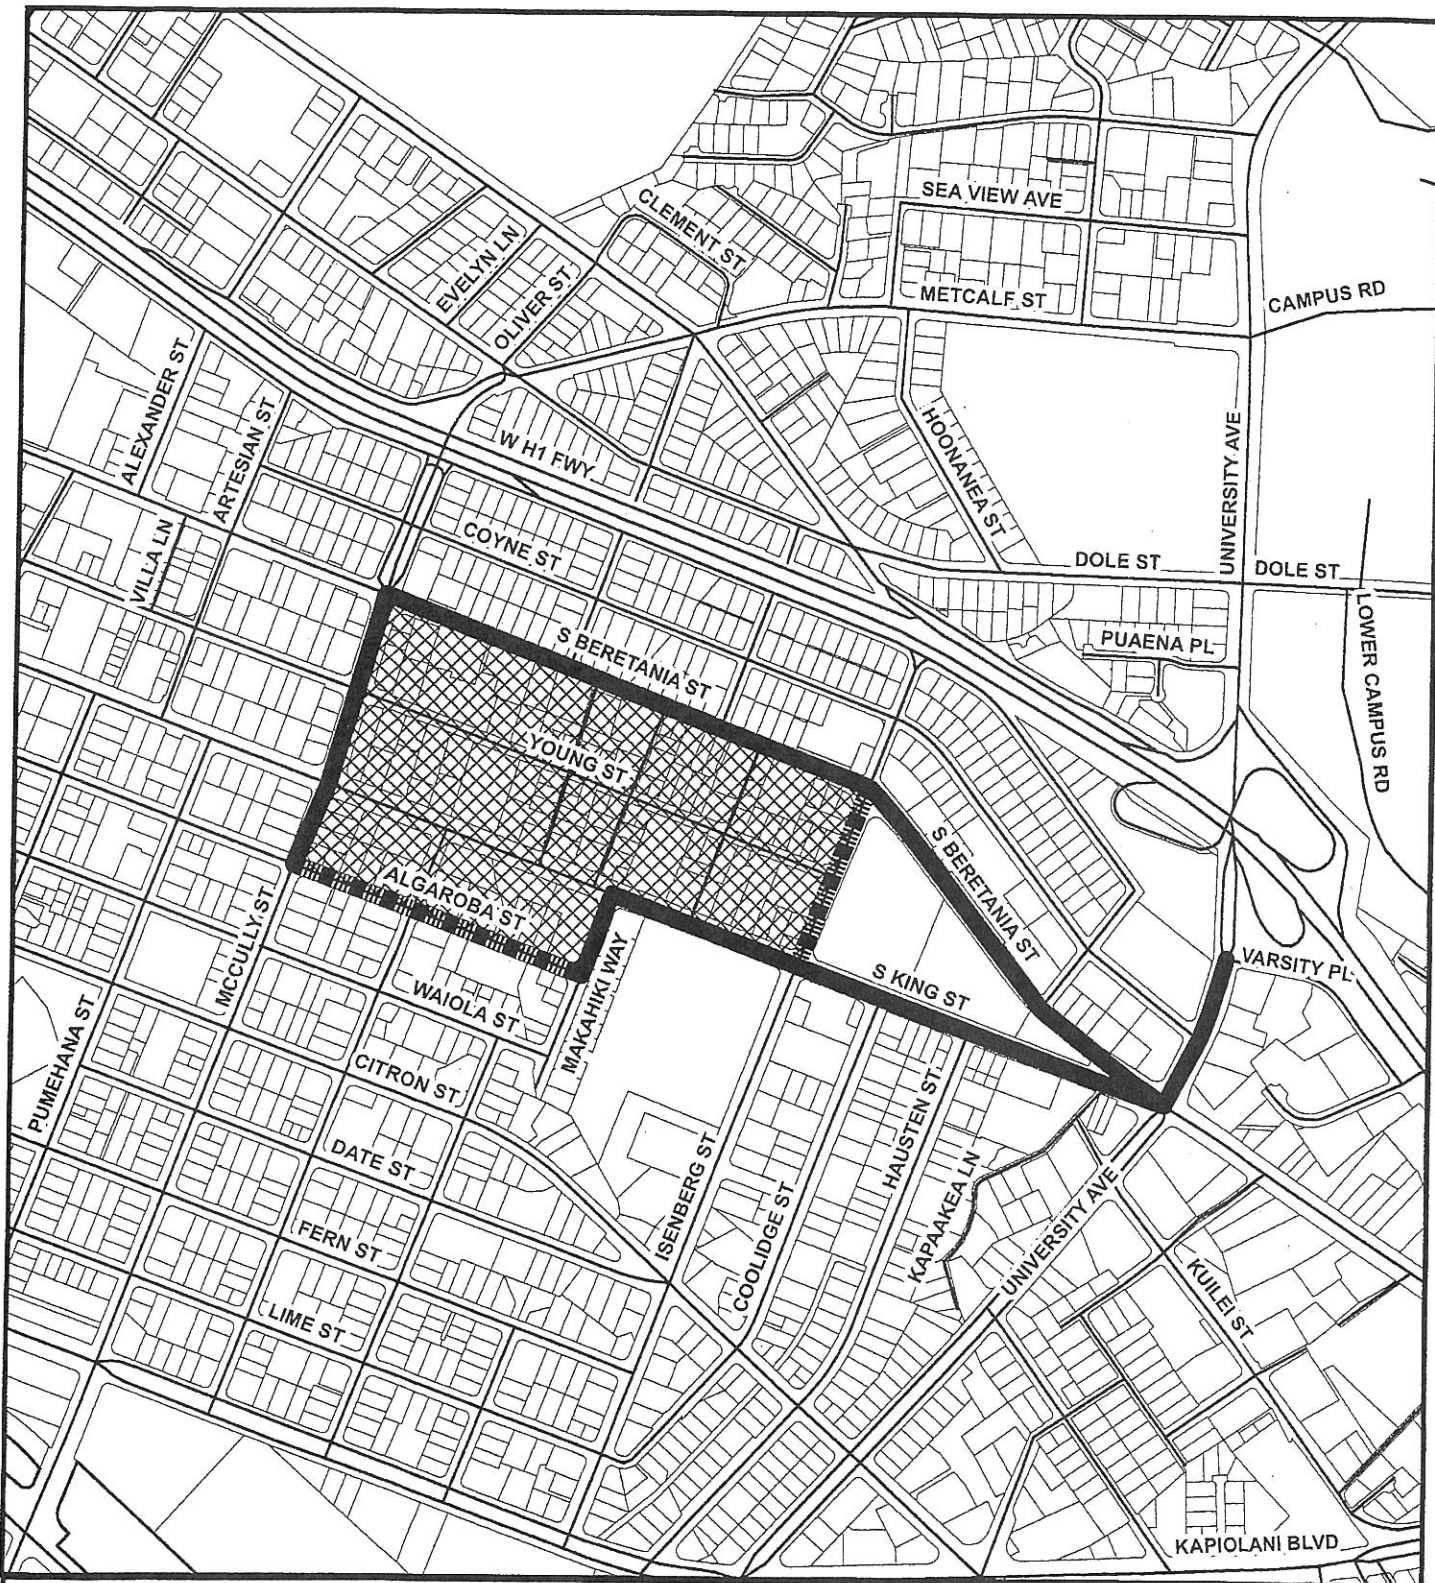 SEA VIEW AVE
CLEMENT ST
EVELYN LN
OLIVER ST
METCALF ST
CAMPUS RD
ALEXANDER ST
ARTESIAN ST
W H1 FWY
HOONANEA ST
UNIVERSITY AVE
VILLA LN
COYNE ST
DOLE ST
DOLE ST
LOWER CAMPUS RD
PUAENA PL
S BERETANIA ST
YOUNG ST
S BERETANIA ST
ALGAROBA ST
MCCULLY ST
MAKAHIKI WAY
S KING ST
VARSITY PL
WAIOLA ST
PUMEHANA ST
CITRON ST
HAUSTEN ST
DATE ST
ISENBERG ST
COOLIDGE ST
KAPAAKEA LN
UNIVERSITY AVE
FERN ST
KUILEI ST
LIME ST
KAPIOLANI BLVD